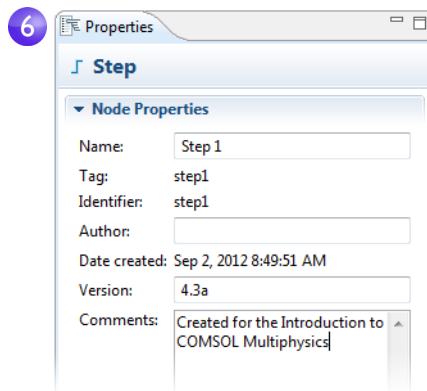 6
Properties
Step
Node Properties
Name: Step 1
Tag: step1
Identifier: step1
Author:
Date created: Sep 2, 2012 8:49:51 AM
Version: 4.3a
Comments: Created for the Introduction to
COMSOL Multiphysics